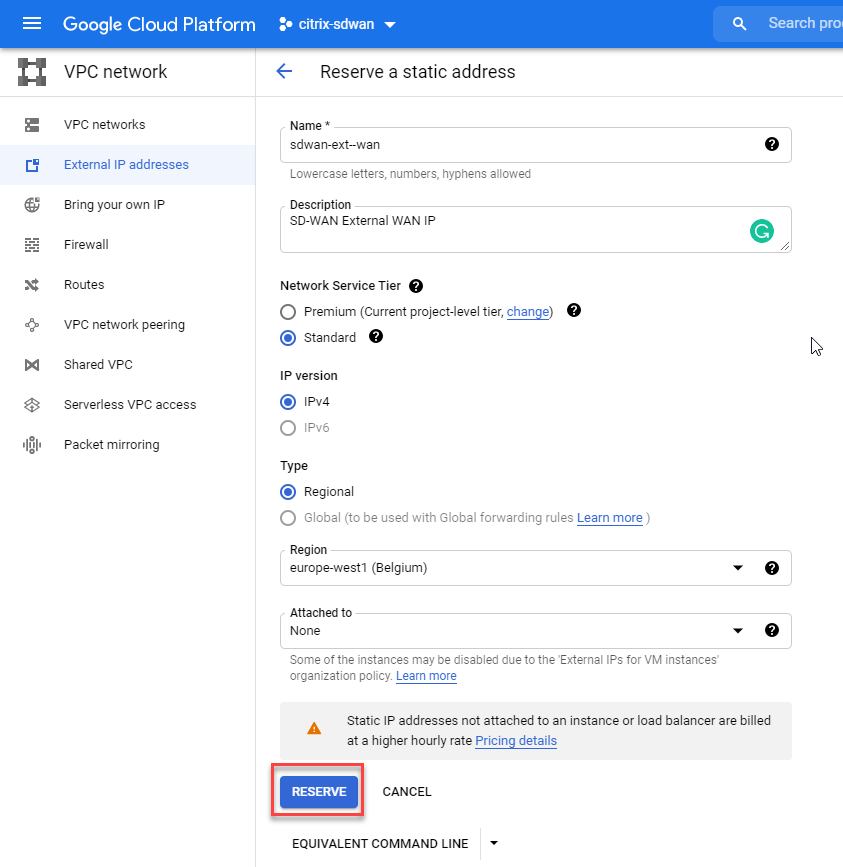 Google Cloud Platform
citrix-sdwan
Search pro
VPC network
Reserve a static address
VPC networks
External IP addresses
Bring your own IP
Firewall
Routes
VPC network peering
Shared VPC
Serverless VPC access
Packet mirroring
Name *
sdwan-ext--wan
Lowercase letters, numbers, hyphens allowed
Description
SD-WAN External WAN IP
Network Service Tier
Premium (Current project-level tier, change)
Standard
IP version
IPv4
IPv6
Type
Regional
Global (to be used with Global forwarding rules Learn more )
Region
europe-west1 (Belgium)
Attached to
None
Some of the instances may be disabled due to the 'External IPs for VM instances'
organization policy. Learn more
Static IP addresses not attached to an instance or load balancer are billed
at a higher hourly rate Pricing details
RESERVE
CANCEL
EQUIVALENT COMMAND LINE